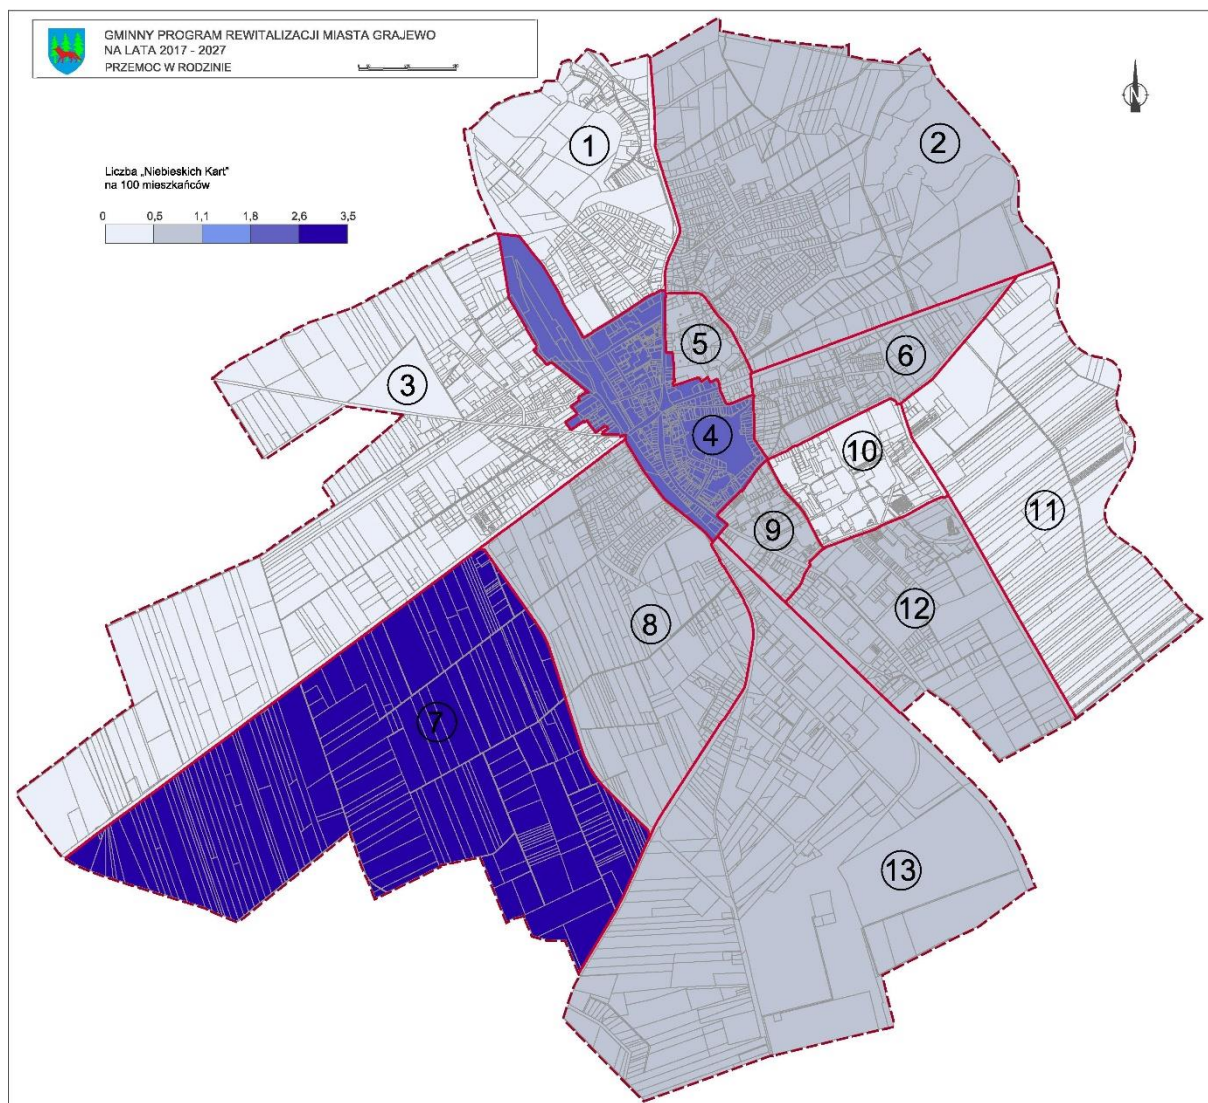 GMINNY PROGRAM REWITALIZACJI MIASTA GRAJEWO
NA LATA 2017 - 2027
PRZEMOC W RODZINIE
Liczba „Niebieskich Kart”
na 100 mieszkańców
0 0,5 1,1 1,8 2,6 3,5
1
2
3
4
5
6
7
8
9
10
11
12
13